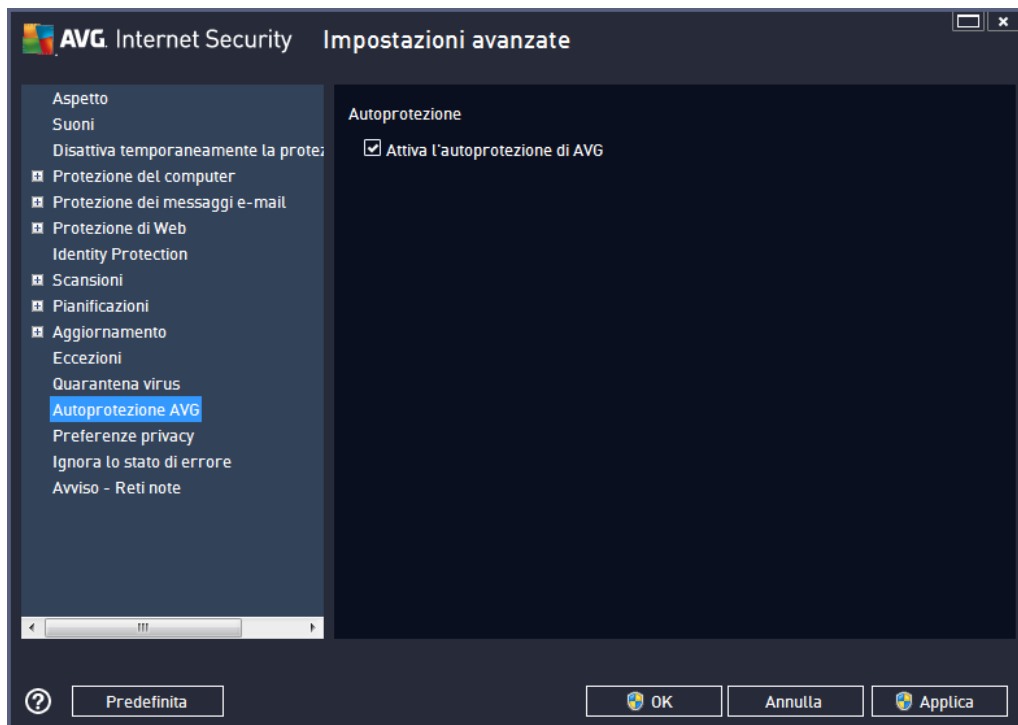 AVG. Internet Security Impostazioni avanzate
Aspetto
Suoni
Disattiva temporaneamente la protez
Protezione del computer
Protezione dei messaggi e-mail
Protezione di Web
Identity Protection
Scansioni
Pianificazioni
Aggiornamento
Eccezioni
Quarantena virus
Autoprotezione AVG
Preferenze privacy
Ignora lo stato di errore
Avviso - Reti note
Autoprotezione
Attiva l'autoprotezione di AVG
Predefinita
OK
Annulla
Applica